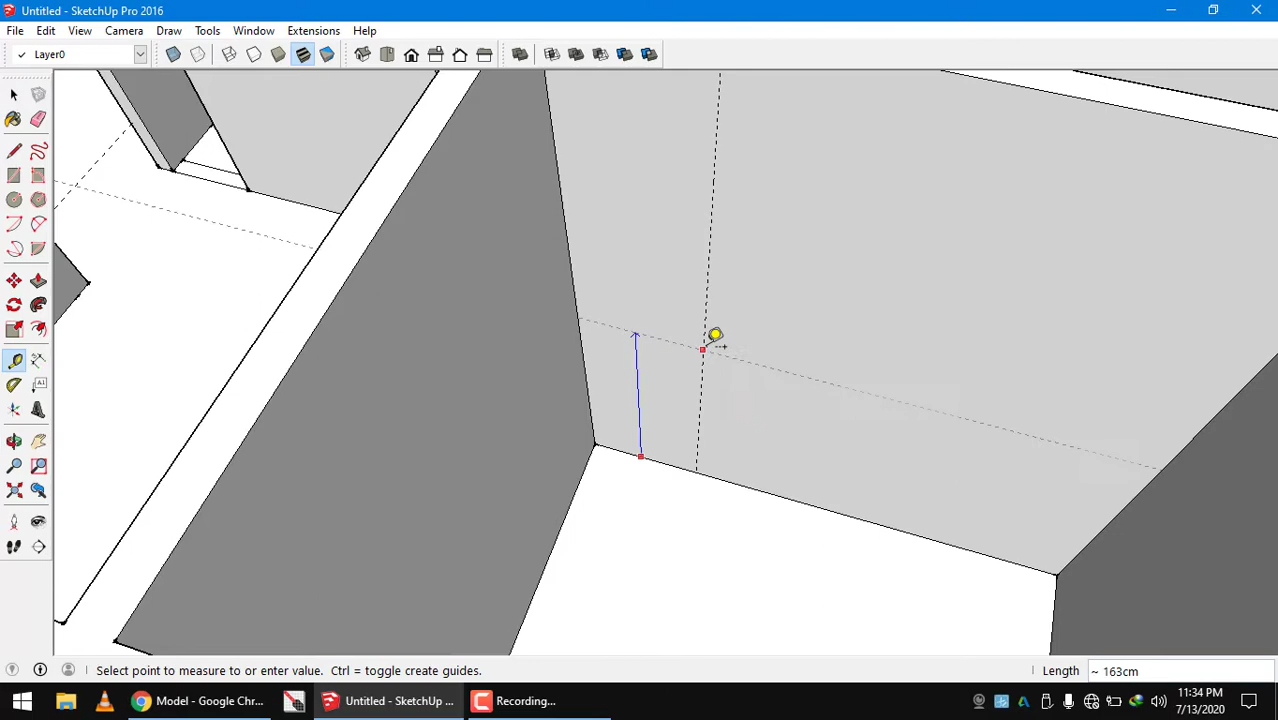 Untitled - SketchUp Pro 2016
File Edit View Camera Draw Tools Window Extensions Help
Layer0
A1
Select point to measure to or enter value. Ctrl = toggle create guides.
Length ~ 163cm
Model - Google Chr...
Untitled - SketchUp ...
Recording...
11:34 PM
7/13/2020